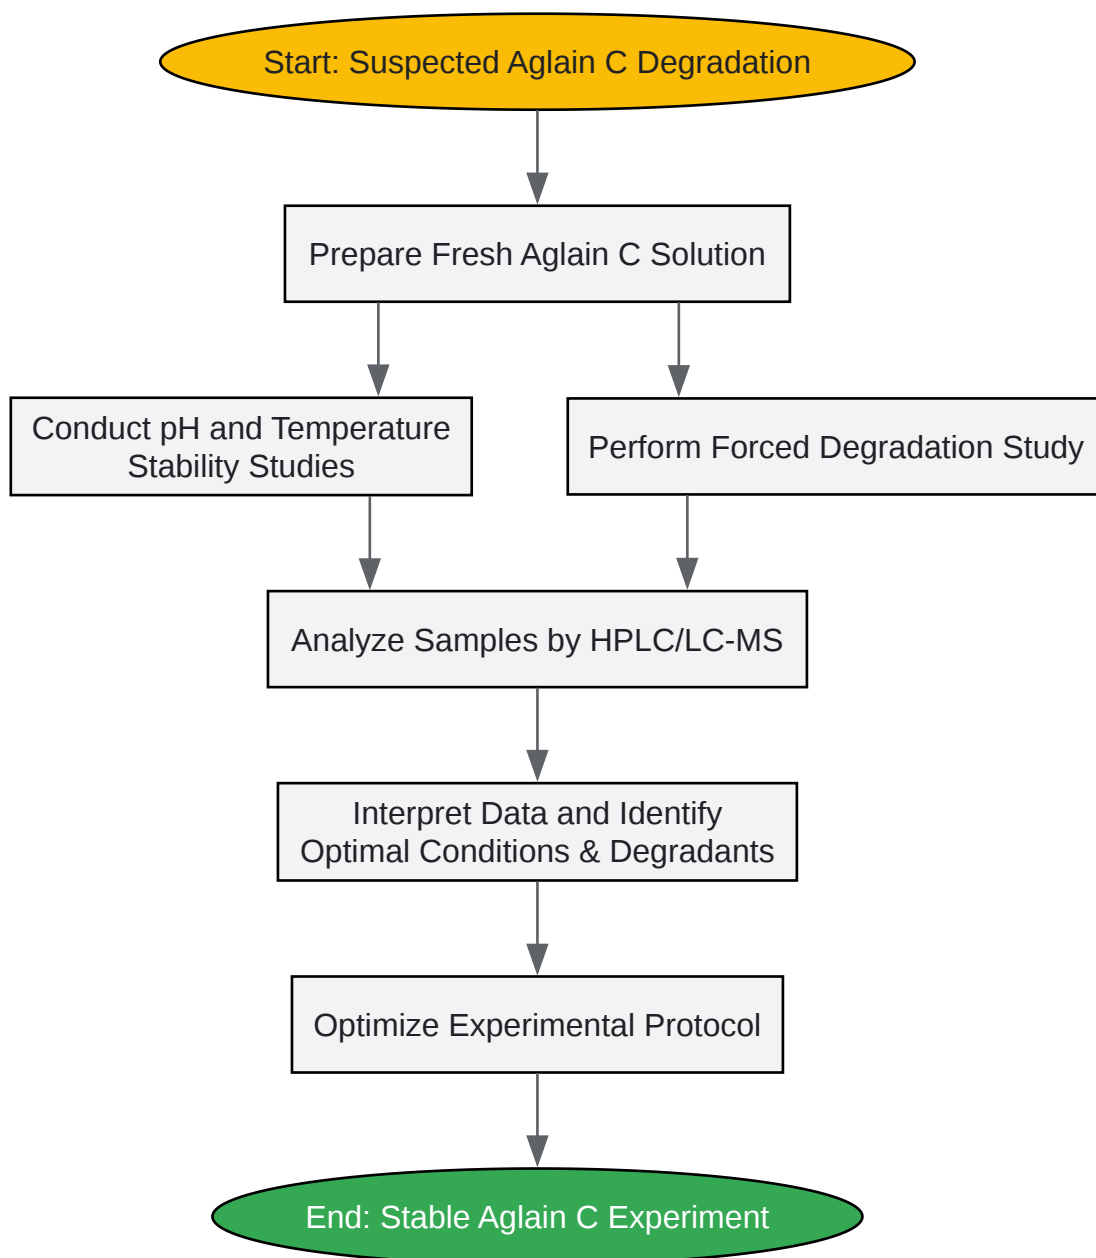 Start: Suspected Aglain C Degradation
Prepare Fresh Aglain C Solution
Conduct pH and Temperature
Stability Studies
Perform Forced Degradation Study
Analyze Samples by HPLC/LC-MS
Interpret Data and Identify
Optimal Conditions & Degradants
Optimize Experimental Protocol
End: Stable Aglain C Experiment